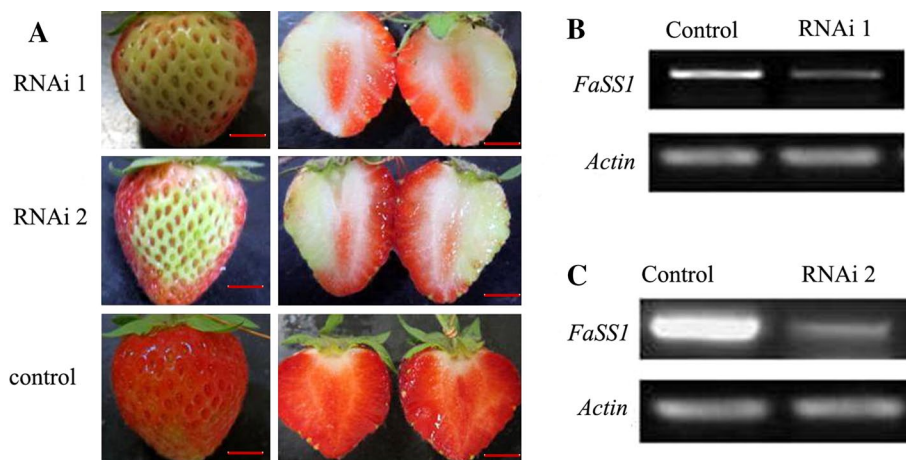 A
RNAi 1
RNAi 2
control
B
Control RNAi 1
FaSS1
Actin
C
Control RNAi 2
FaSS1
Actin